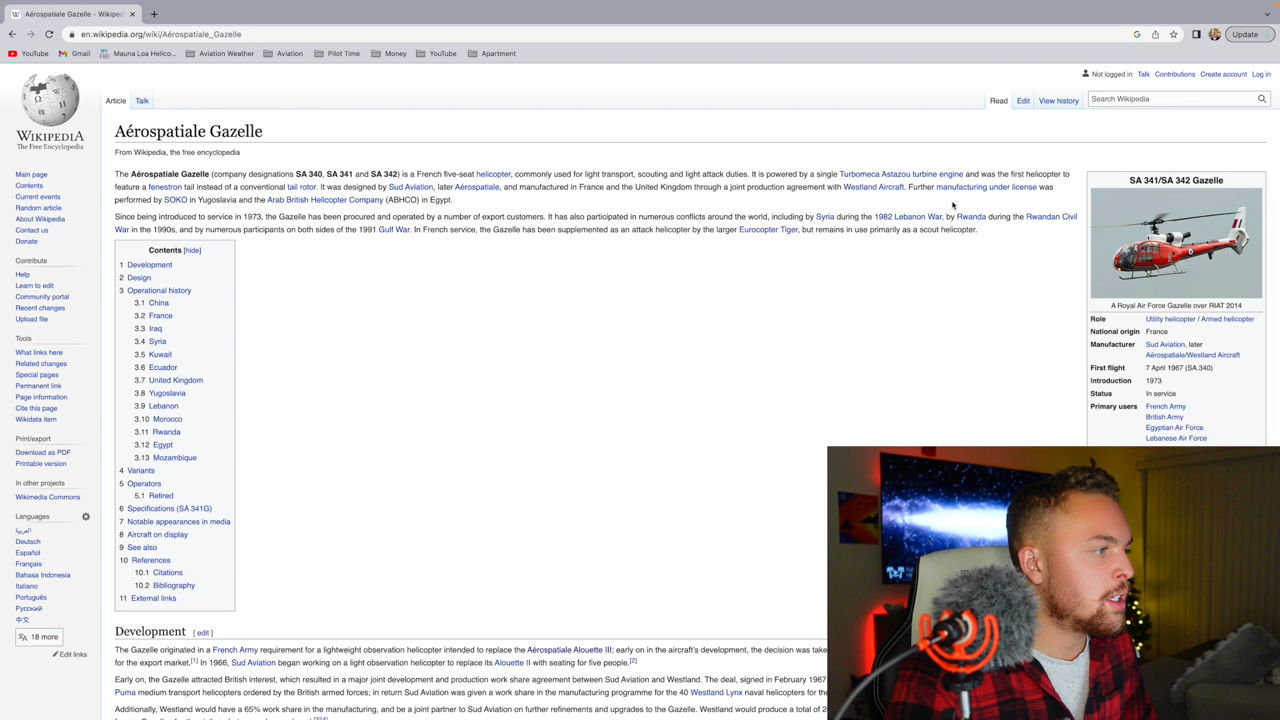 Aérospatiale Gazelle - Wikiped
en.wikipedia.org/wiki/Aérospatiale_Gazelle
Update
YouTube Gmail Mauna Loa Helico... Aviation Weather Aviation Pilot Time Money YouTube Apartment
Not logged in Talk Contributions Create account Log in
Article Talk Read Edit View history Search Wikipedia
WIKIPEDIA
The Free Encyclopedia
Main page
Contents
Current events
Random article
About Wikipedia
Contact us
Donate
Contribute
Help
Learn to edit
Community portal
Recent changes
Upload file
Tools
What links here
Related changes
Special pages
Permanent link
Page information
Cite this page
Wikidata item
Print/export
Download as PDF
Printable version
In other projects
Wikimedia Commons
Languages
العربية
Deutsch
Español
Français
Bahasa Indonesia
Italiano
Português
Русский
中文
18 more
Edit links
Aérospatiale Gazelle
From Wikipedia, the free encyclopedia
The Aérospatiale Gazelle (company designations SA 340, SA 341 and SA 342) is a French five-seat helicopter, commonly used for light transport, scouting and light attack duties. It is powered by a single Turbomeca Astazou turbine engine and was the first helicopter to
feature a fenestron tail instead of a conventional tail rotor. It was designed by Sud Aviation, later Aérospatiale, and manufactured in France and the United Kingdom through a joint production agreement with Westland Aircraft. Further manufacturing under license was
performed by SOKO in Yugoslavia and the Arab British Helicopter Company (ABHCO) in Egypt.
Since being introduced to service in 1973, the Gazelle has been procured and operated by a number of export customers. It has also participated in numerous conflicts around the world, including by Syria during the 1982 Lebanon War, by Rwanda during the Rwandan Civil
War in the 1990s, and by numerous participants on both sides of the 1991 Gulf War. In French service, the Gazelle has been supplemented as an attack helicopter by the larger Eurocopter Tiger, but remains in use primarily as a scout helicopter.
Contents [hide]
1 Development
2 Design
3 Operational history
3.1 China
3.2 France
3.3 Iraq
3.4 Syria
3.5 Kuwait
3.6 Ecuador
3.7 United Kingdom
3.8 Yugoslavia
3.9 Lebanon
3.10 Morocco
3.11 Rwanda
3.12 Egypt
3.13 Mozambique
4 Variants
5 Operators
5.1 Retired
6 Specifications (SA 341G)
7 Notable appearances in media
8 Aircraft on display
9 See also
10 References
10.1 Citations
10.2 Bibliography
11 External links
SA 341/SA 342 Gazelle
A Royal Air Force Gazelle over RIAT 2014
Role Utility helicopter / Armed helicopter
National origin France
Manufacturer Sud Aviation, later
Aérospatiale/Westland Aircraft
First flight 7 April 1967 (SA.340)
Introduction 1973
Status In service
Primary users French Army
British Army
Egyptian Air Force
Lebanese Air Force
Development [ edit ]
The Gazelle originated in a French Army requirement for a lightweight observation helicopter intended to replace the Aérospatiale Alouette III; early on in the aircraft's development, the decision was take
for the export market.[1] In 1966, Sud Aviation began working on a light observation helicopter to replace its Alouette II with seating for five people.[2]
Early on, the Gazelle attracted British interest, which resulted in a major joint development and production work share agreement between Sud Aviation and Westland. The deal, signed in February 1967
Puma medium transport helicopters ordered by the British armed forces; in return Sud Aviation was given a work share in the manufacturing programme for the 40 Westland Lynx naval helicopters for the
Additionally, Westland would have a 65% work share in the manufacturing, and be a joint partner to Sud Aviation on further refinements and upgrades to the Gazelle. Westland would produce a total of 2